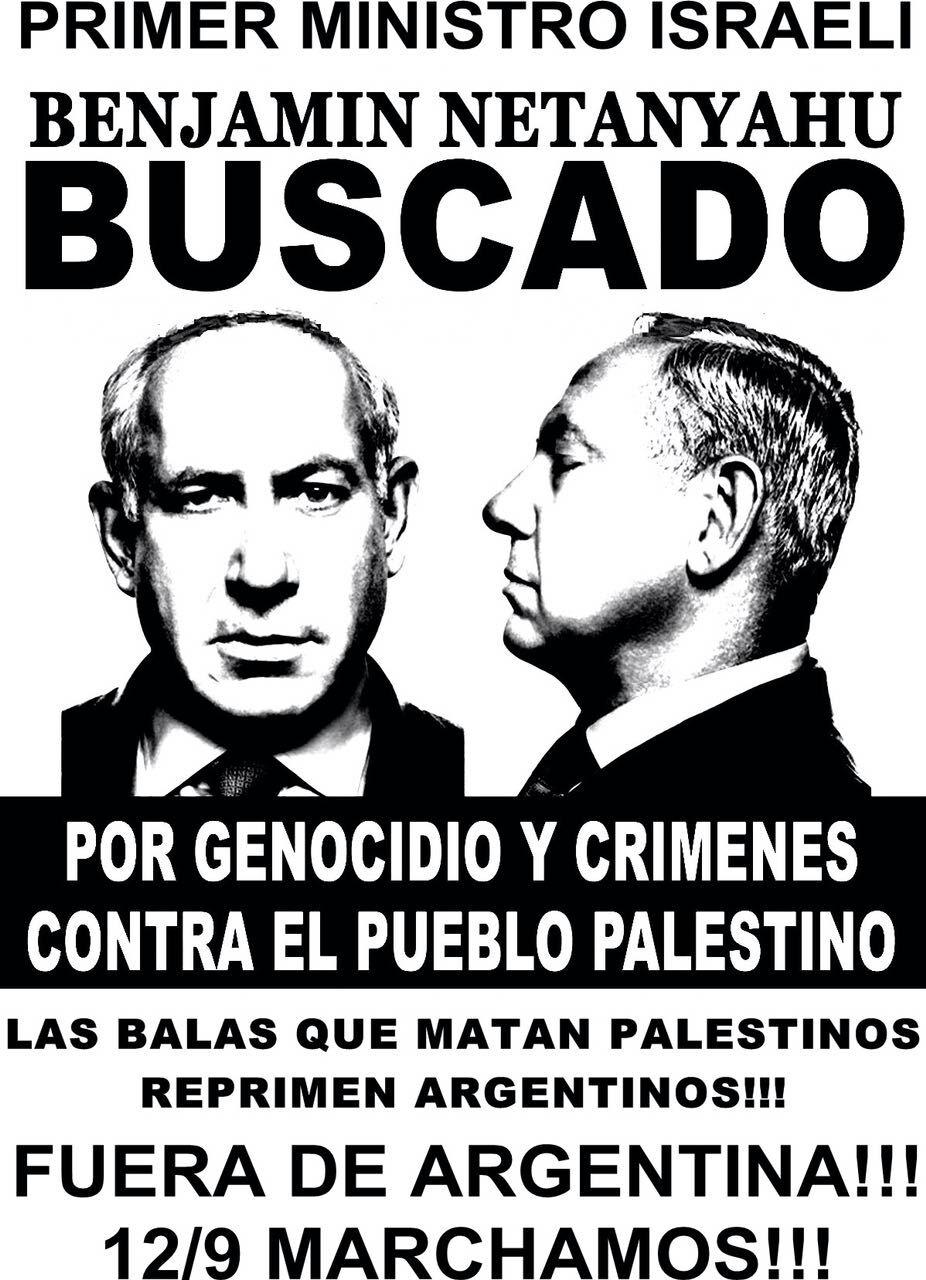 PRIMER MINISTRO ISRAELI
BENJAMIN NETANYAHU
BUSCADO
POR GENOCIDIO Y CRIMENES
CONTRA EL PUEBLO PALESTINO
LAS BALAS QUE MATAN PALESTINOS
REPRIMEN ARGENTINOS!!!
FUERA DE ARGENTINA!!!
12/9 MARCHAMOS!!!